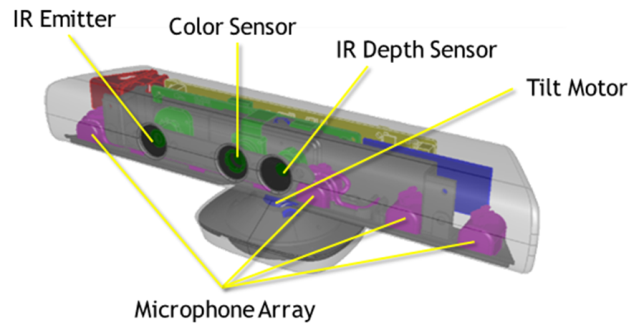 IR Emitter
Color Sensor
IR Depth Sensor
Tilt Motor
Microphone Array